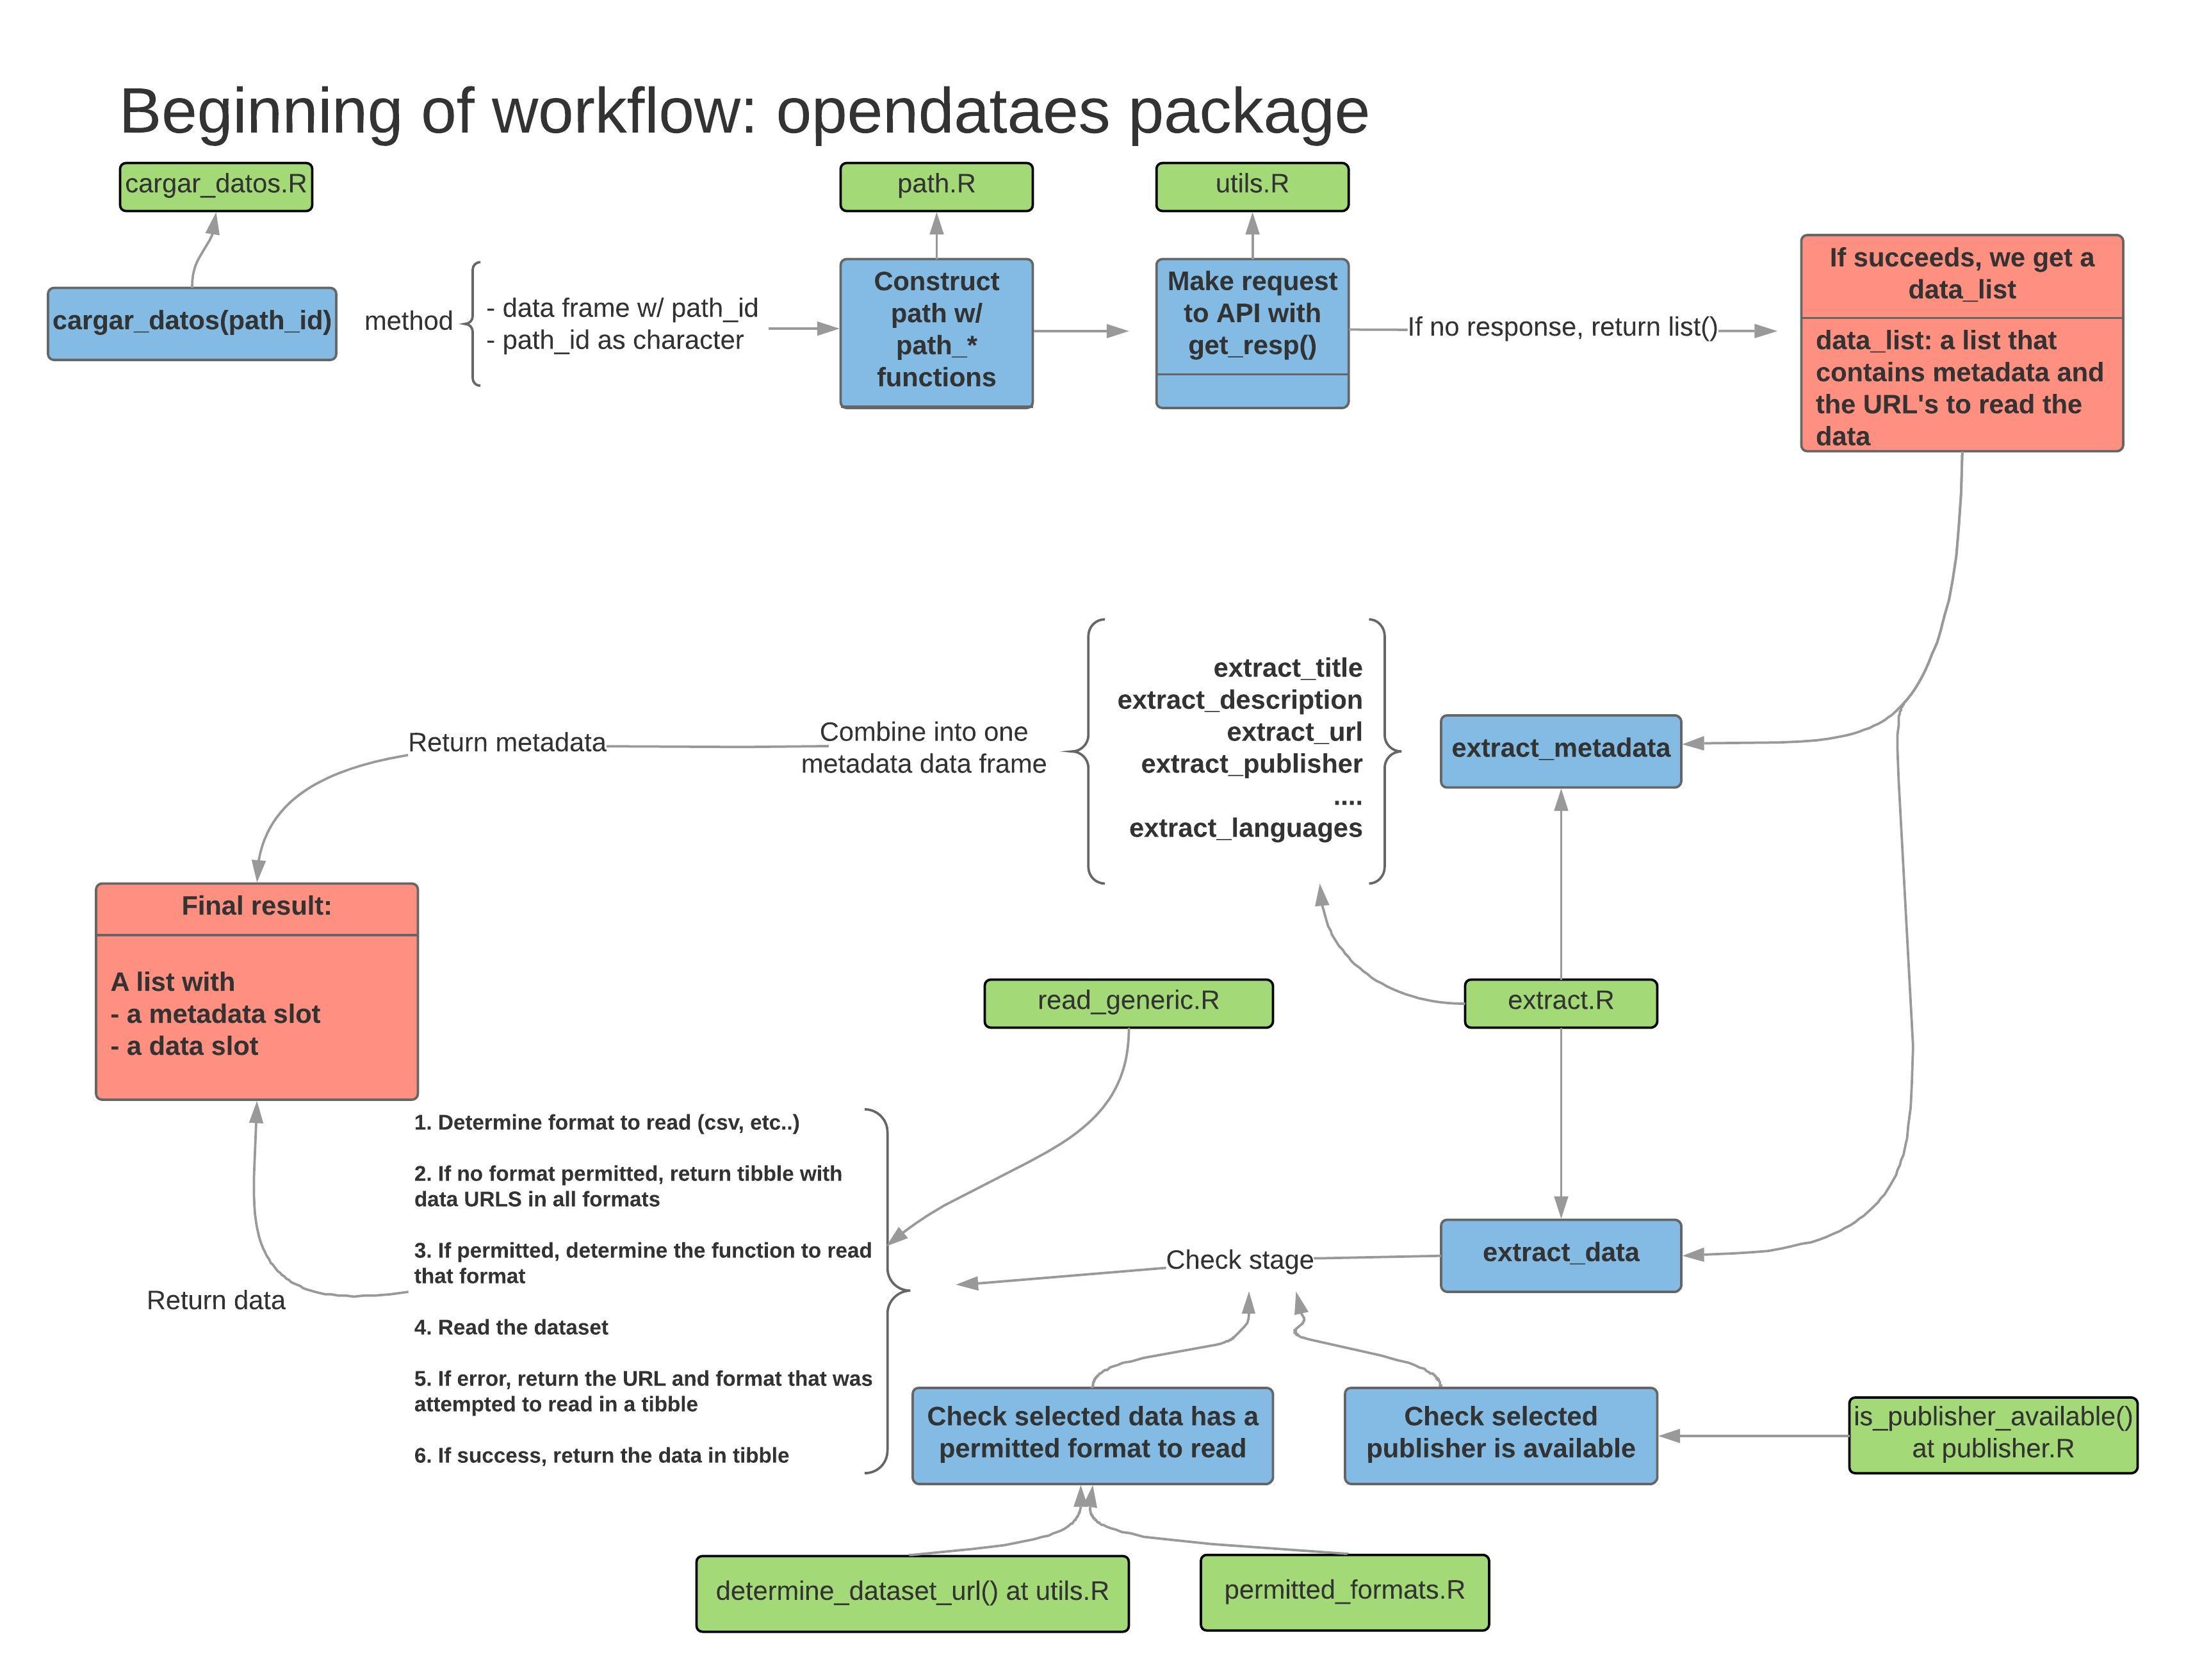 Beginning of workflow: opendataes package
cargar_datos.R
path.R
utils.R
cargar_datos(path_id)
method
- data frame w/ path_id
- path_id as character
Construct
path w/
path_*
functions
Make request
to API with
get_resp()
If no response, return list()
If succeeds, we get a
data_list
data_list: a list that
contains metadata and
the URL's to read the
data
extract_metadata
extract_title
extract_description
extract_url
extract_publisher
....
extract_languages
Combine into one
metadata data frame
Return metadata
Final result:
A list with
- a metadata slot
- a data slot
read_generic.R
extract.R
extract_data
Check stage
1. Determine format to read (csv, etc..)
2. If no format permitted, return tibble with
data URLS in all formats
3. If permitted, determine the function to read
that format
4. Read the dataset
5. If error, return the URL and format that was
attempted to read in a tibble
6. If success, return the data in tibble
Return data
Check selected data has a
permitted format to read
Check selected
publisher is available
is_publisher_available()
at publisher.R
determine_dataset_url() at utils.R
permitted_formats.R